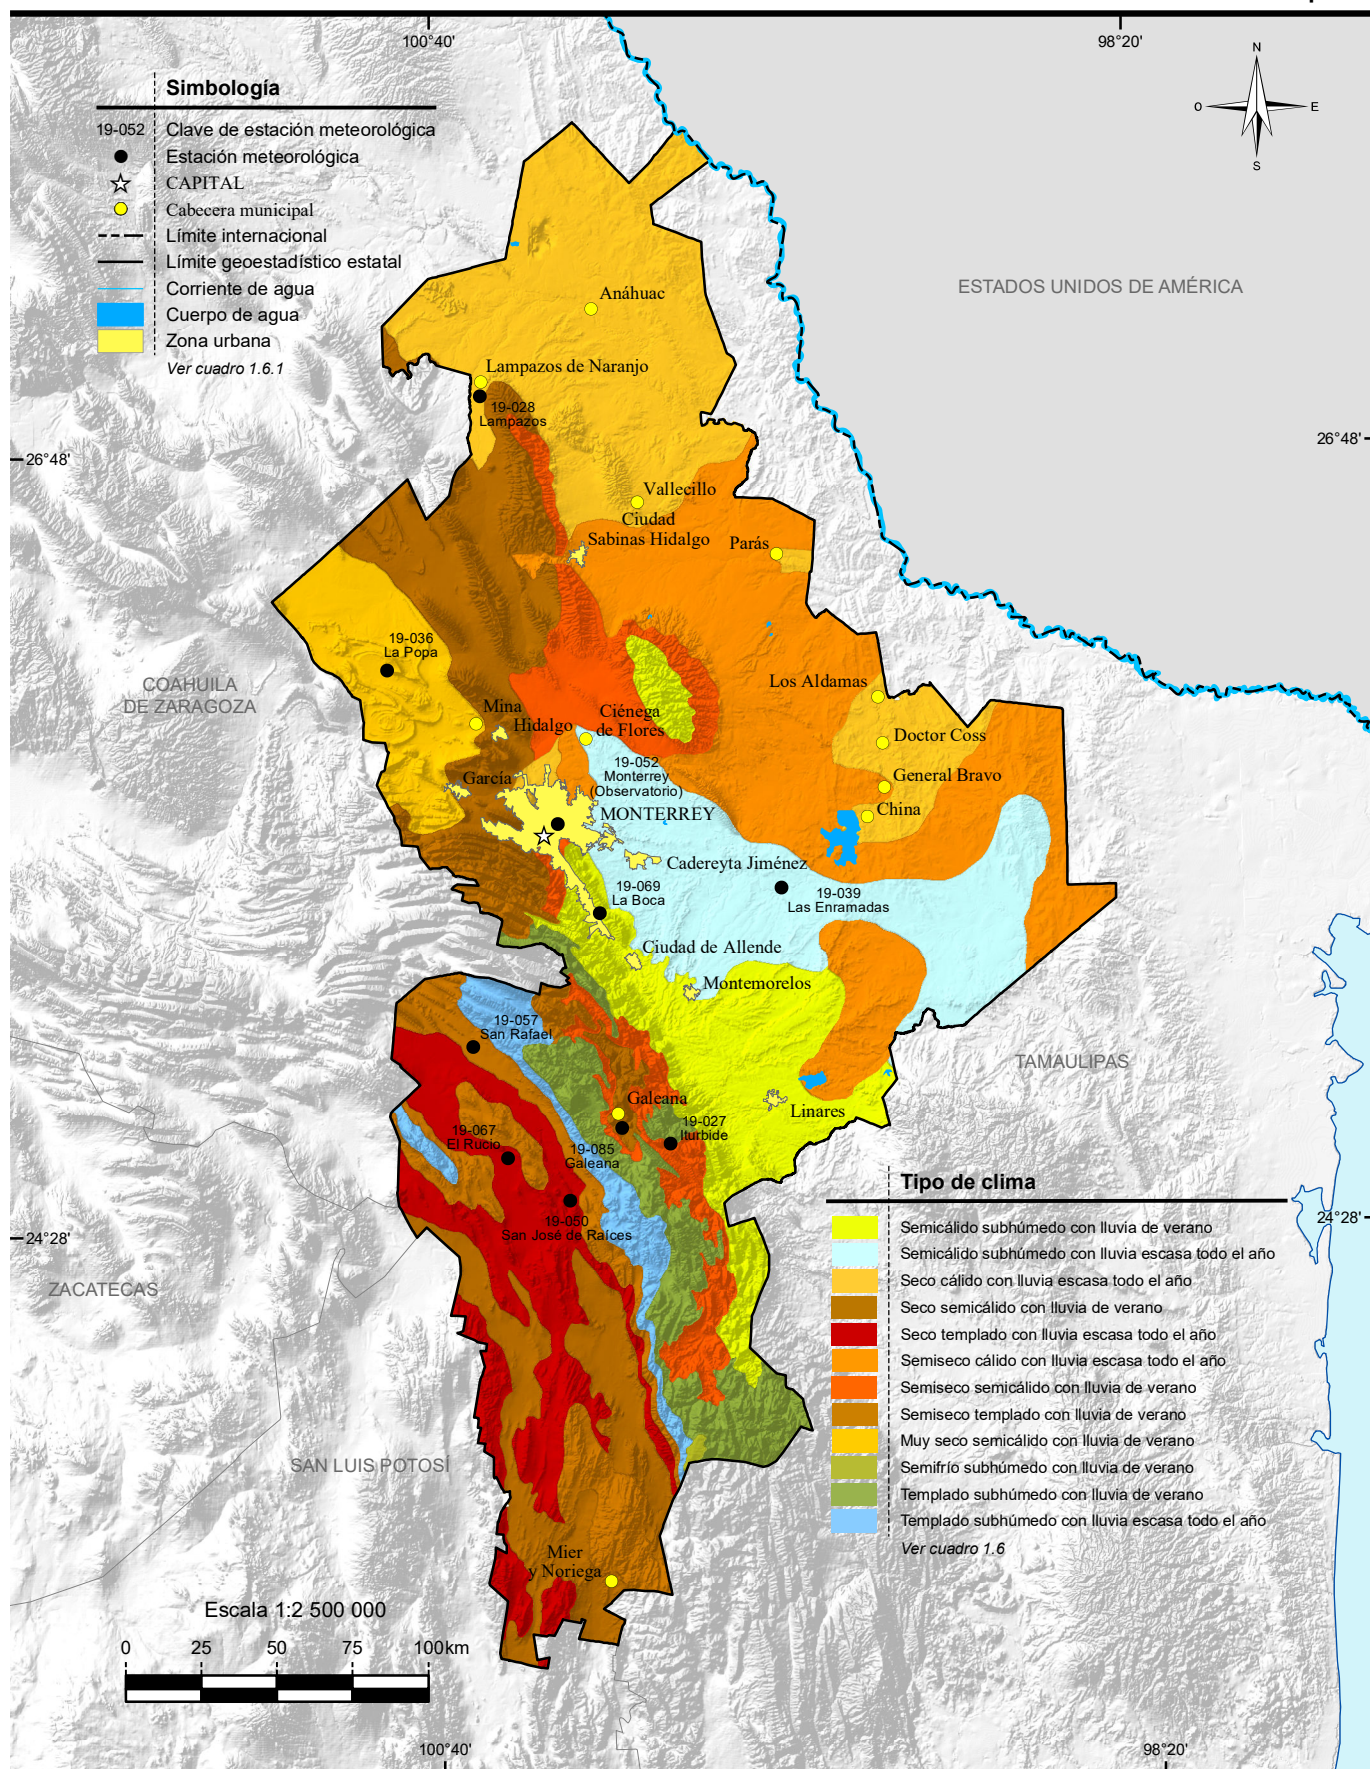 100°40'
98°20'
N
O
E
S
Simbología
19-052
Clave de estación meteorológica
Estación meteorológica
CAPITAL
Cabecera municipal
Límite internacional
Límite geoestadístico estatal
Corriente de agua
Cuerpo de agua
Zona urbana
Ver cuadro 1.6.1
ESTADOS UNIDOS DE AMÉRICA
Anáhuac
Lampazos de Naranjo
19-028
Lampazos
26°48'
26°48'
Vallecillo
Ciudad
Sabinas Hidalgo
Parás
19-036
La Popa
COAHUILA
DE ZARAGOZA
Los Aldamas
Mina
Hidalgo
Ciénega
de Flores
Doctor Coss
19-052
Monterrey
(Observatorio)
García
General Bravo
MONTERREY
China
Cadereyta Jiménez
19-069
La Boca
19-039
Las Enramadas
Ciudad de Allende
Montemorelos
19-057
San Rafael
TAMAULIPAS
Galeana
Linares
19-027
Iturbide
19-067
El Rucio
19-085
Galeana
19-050
San José de Raíces
24°28'
24°28'
ZACATECAS
Tipo de clima
Semicálido subhúmedo con lluvia de verano
Semicálido subhúmedo con lluvia escasa todo el año
Seco cálido con lluvia escasa todo el año
Seco semicálido con lluvia de verano
Seco templado con lluvia escasa todo el año
Semiseco cálido con lluvia escasa todo el año
Semiseco semicálido con lluvia de verano
Semiseco templado con lluvia de verano
Muy seco semicálido con lluvia de verano
Semifrío subhúmedo con lluvia de verano
Templado subhúmedo con lluvia de verano
Templado subhúmedo con lluvia escasa todo el año
Ver cuadro 1.6
SAN LUIS POTOSÍ
Mier
y Noriega
Escala 1:2 500 000
0 25 50 75 100km
100°40'
98°20'